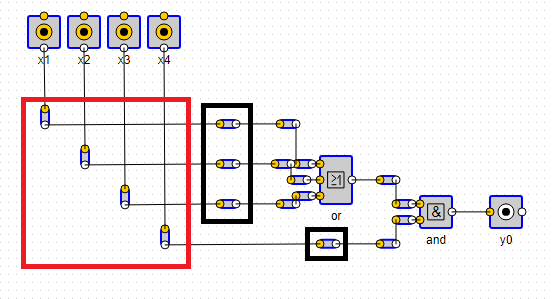 x1 x2 x3 x4
≥1
or
&
and
y0